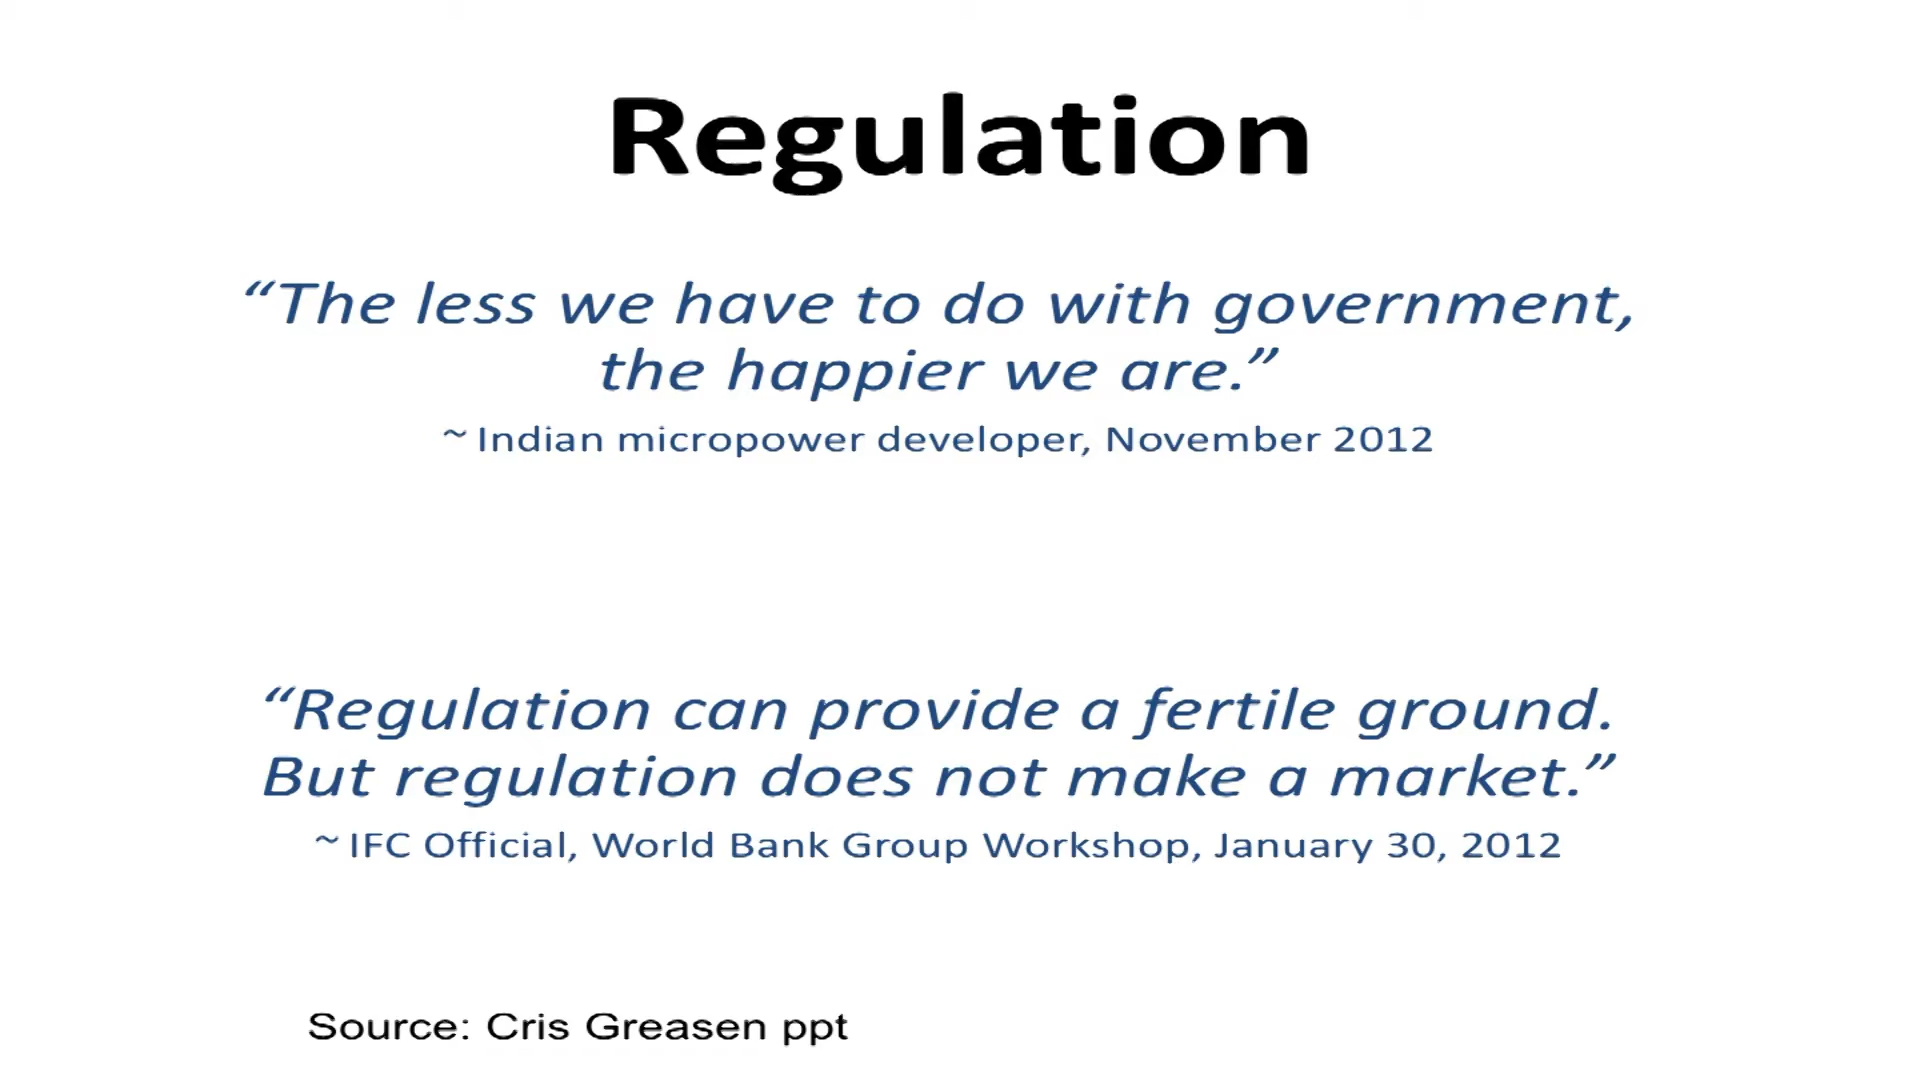 Regulation
“The less we have to do with government,
the happier we are.”
~ Indian micropower developer, November 2012
“Regulation can provide a fertile ground.
But regulation does not make a market.”
~ IFC Official, World Bank Group Workshop, January 30, 2012
Source: Cris Greasen ppt